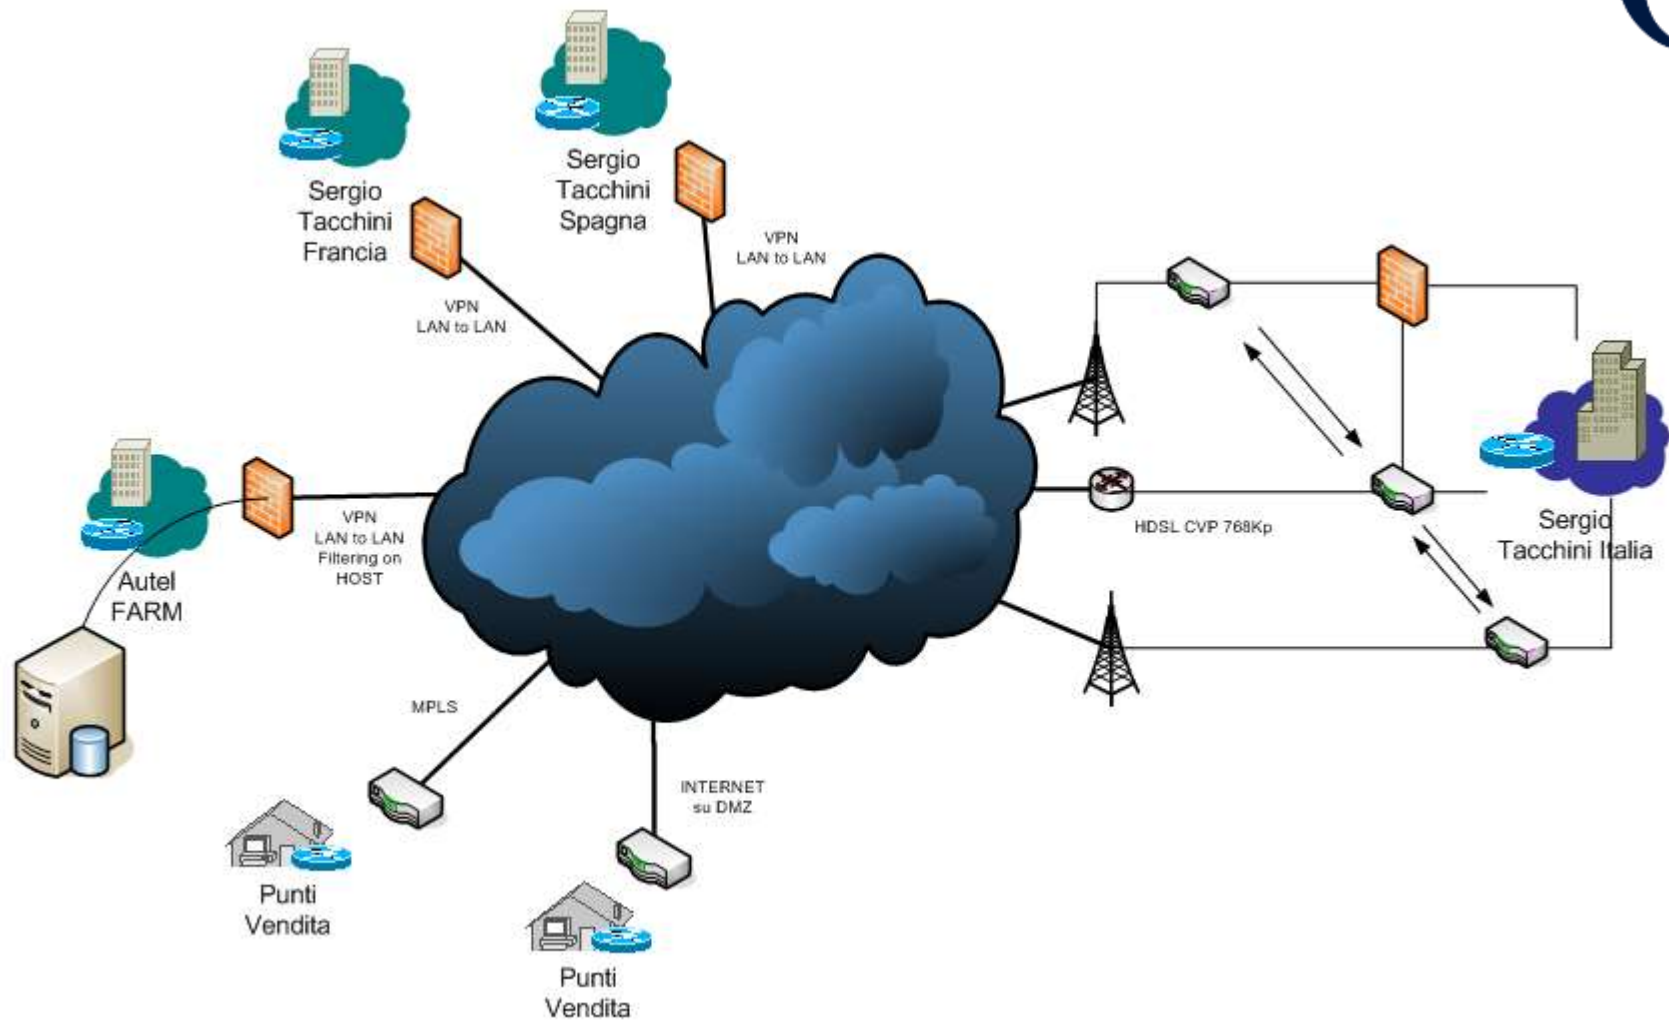 Sergio
Tacchini
Francia
Sergio
Tacchini
Spagna
VPN
LAN to LAN
VPN
LAN to LAN
Autel
FARM
VPN
LAN to LAN
Filtering on
HOST
HDSL CVP 768Kp
Sergio
Tacchini Italia
MPLS
INTERNET
su DMZ
Punti
Vendita
Punti
Vendita